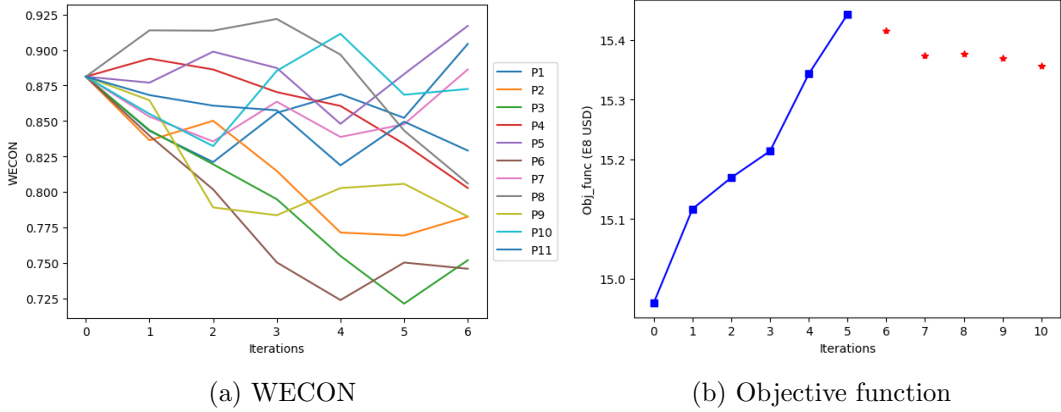 0.925
0.900
0.875
0.850
0.825
0.800
0.775
0.750
0.725
WECON
0 1 2 3 4 5 6
Iterations
P1
P2
P3
P4
P5
P6
P7
P8
P9
P10
P11
(a) WECON
15.4
15.3
15.2
15.1
15.0
Obj_func (E8 USD)
0 1 2 3 4 5 6 7 8 9 10
Iterations
(b) Objective function